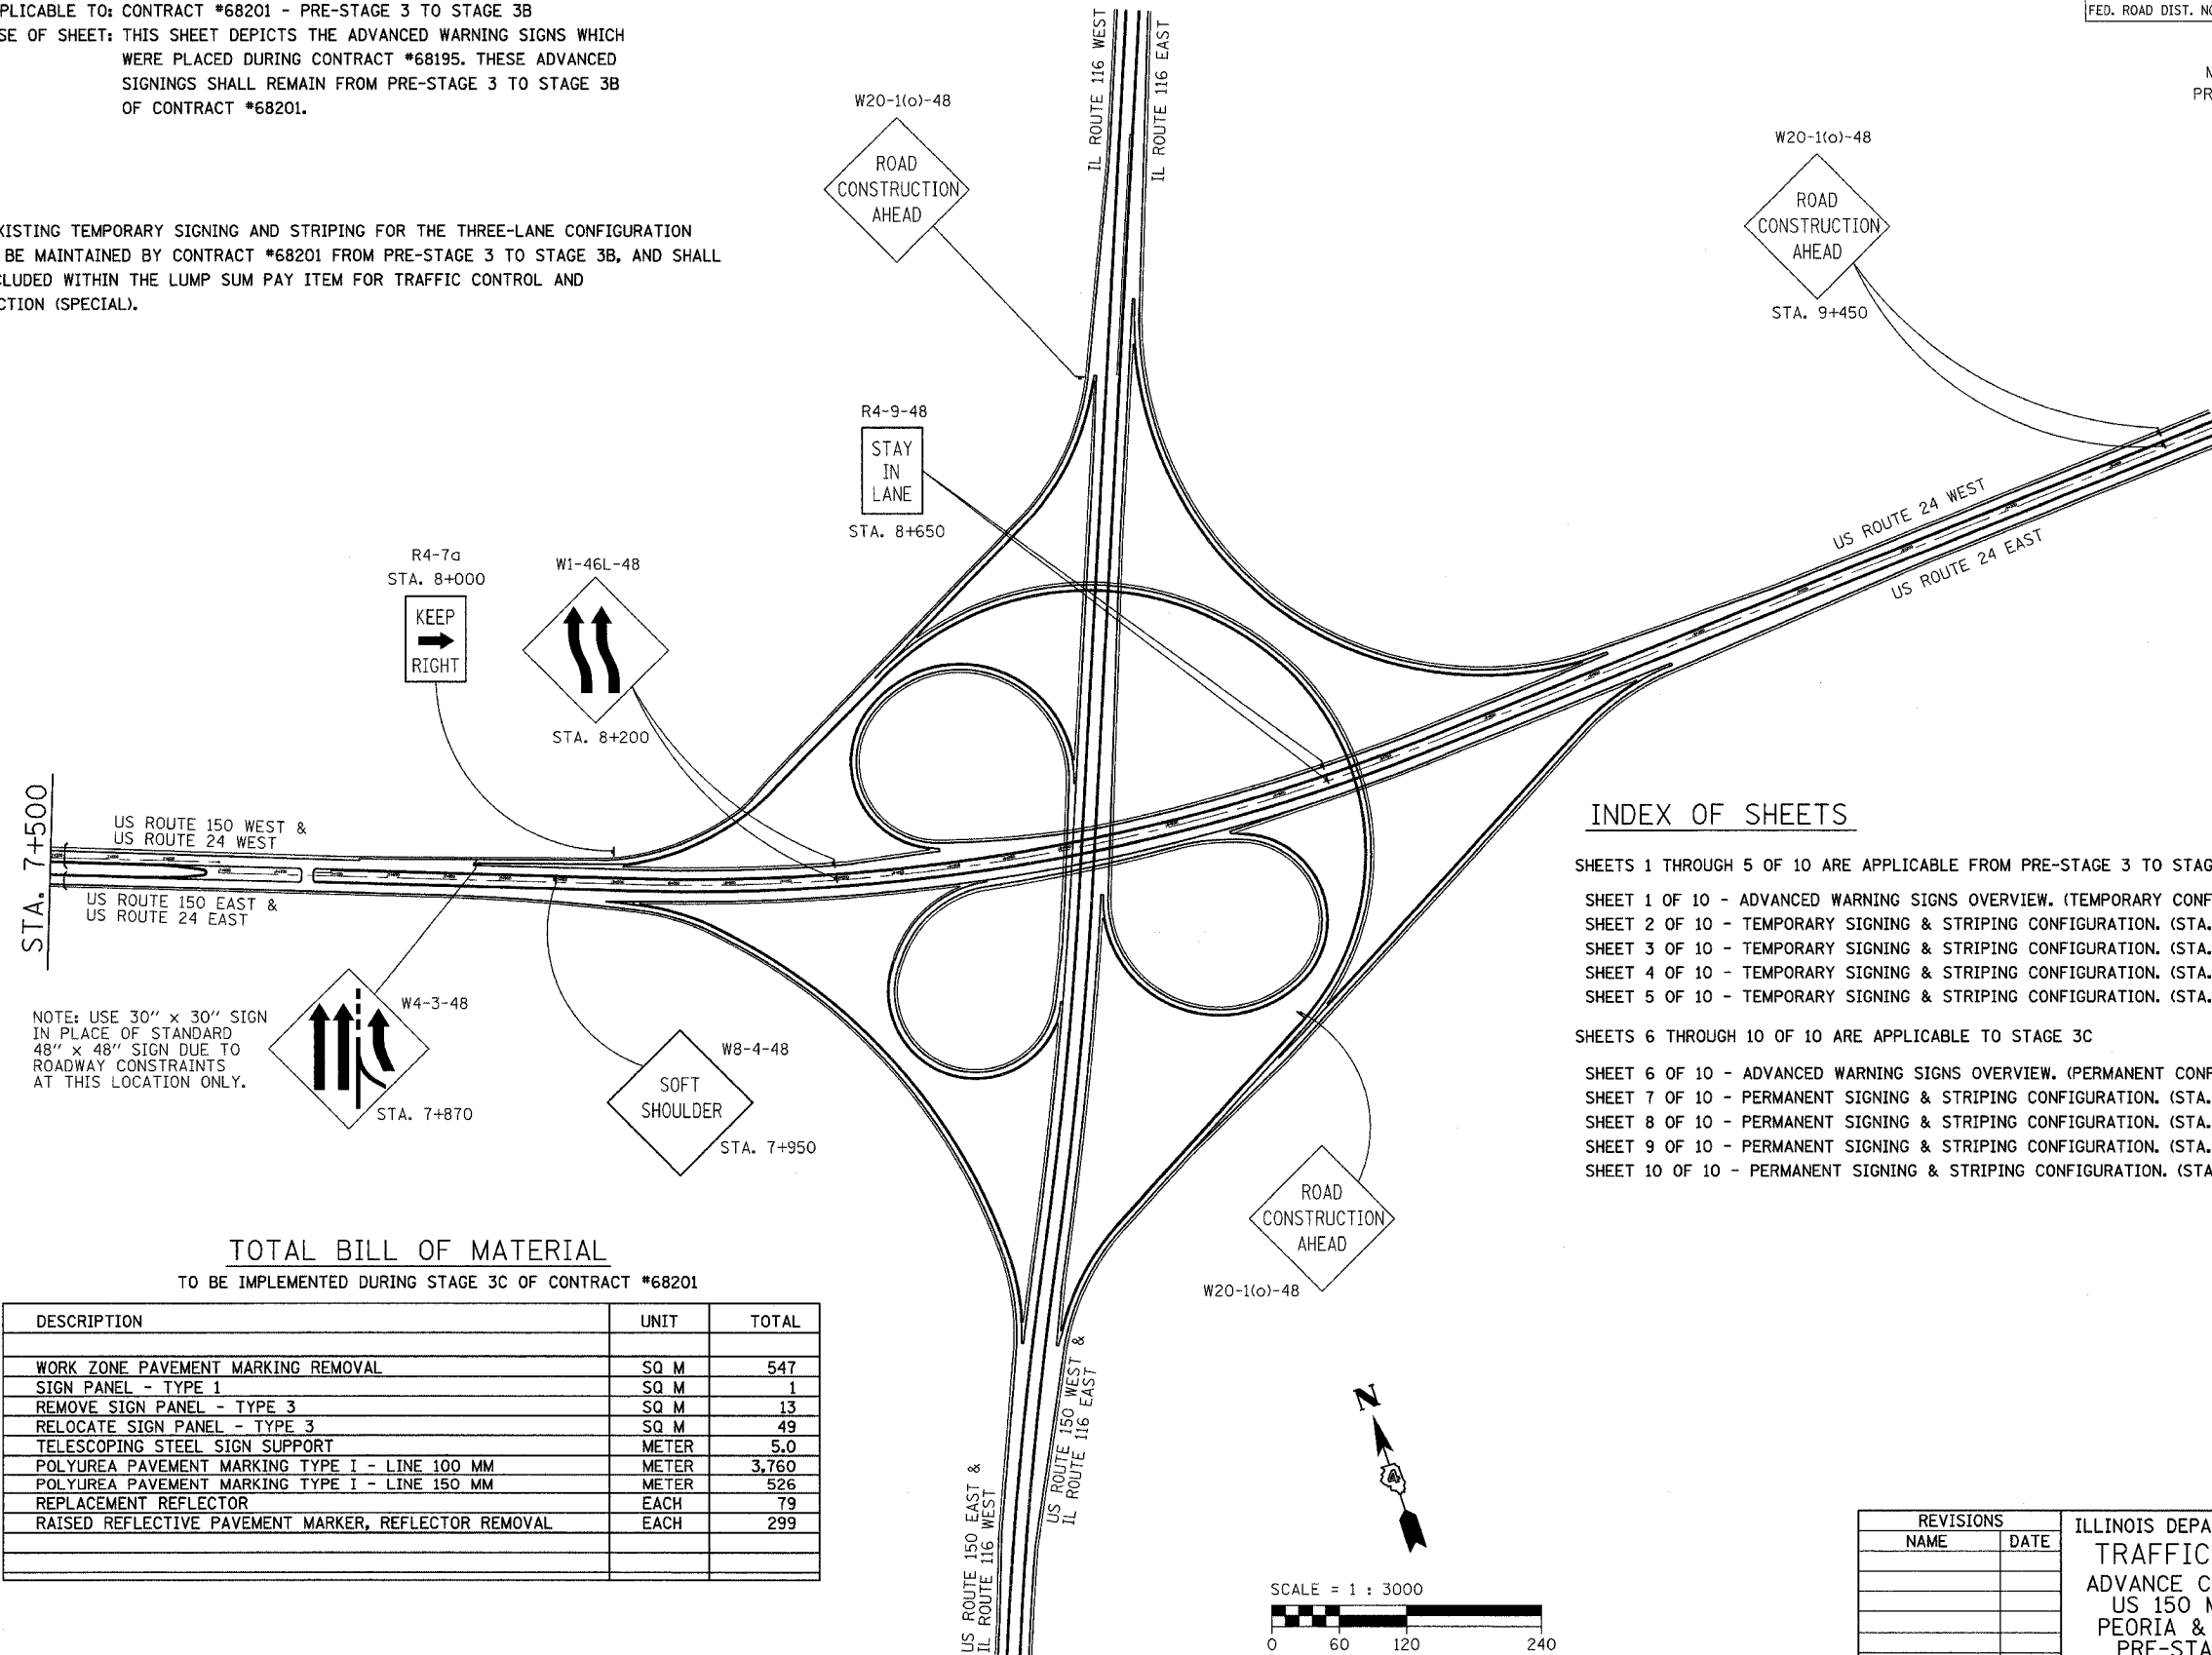 PLICABLE TO: CONTRACT #68201 - PRE-STAGE 3 TO STAGE 3B
SE OF SHEET: THIS SHEET DEPICTS THE ADVANCED WARNING SIGNS WHICH
WERE PLACED DURING CONTRACT #68195. THESE ADVANCED
SIGNINGS SHALL REMAIN FROM PRE-STAGE 3 TO STAGE 3B
OF CONTRACT #68201.
FED. ROAD DIST. NO
PR
XISTING TEMPORARY SIGNING AND STRIPING FOR THE THREE-LANE CONFIGURATION
BE MAINTAINED BY CONTRACT #68201 FROM PRE-STAGE 3 TO STAGE 3B, AND SHALL
CLUDED WITHIN THE LUMP SUM PAY ITEM FOR TRAFFIC CONTROL AND
CTION (SPECIAL).
W20-1(o)-48
ROAD
CONSTRUCTION
AHEAD
IL ROUTE 116 WEST
IL ROUTE 116 EAST
W20-1(o)-48
ROAD
CONSTRUCTION
AHEAD
STA. 9+450
R4-9-48
STAY
IN
LANE
STA. 8+650
US ROUTE 24 WEST
US ROUTE 24 EAST
R4-7a
STA. 8+000
KEEP
RIGHT
W1-46L-48
STA. 8+200
STA. 7+500
US ROUTE 150 WEST &
US ROUTE 24 WEST
US ROUTE 150 EAST &
US ROUTE 24 EAST
NOTE: USE 30" x 30" SIGN
IN PLACE OF STANDARD
48" x 48" SIGN DUE TO
ROADWAY CONSTRAINTS
AT THIS LOCATION ONLY.
W4-3-48
STA. 7+870
W8-4-48
SOFT
SHOULDER
STA. 7+950
ROAD
CONSTRUCTION
AHEAD
W20-1(o)-48
INDEX OF SHEETS
SHEETS 1 THROUGH 5 OF 10 ARE APPLICABLE FROM PRE-STAGE 3 TO STAG
SHEET 1 OF 10 - ADVANCED WARNING SIGNS OVERVIEW. (TEMPORARY CONF
SHEET 2 OF 10 - TEMPORARY SIGNING & STRIPING CONFIGURATION. (STA.
SHEET 3 OF 10 - TEMPORARY SIGNING & STRIPING CONFIGURATION. (STA.
SHEET 4 OF 10 - TEMPORARY SIGNING & STRIPING CONFIGURATION. (STA.
SHEET 5 OF 10 - TEMPORARY SIGNING & STRIPING CONFIGURATION. (STA.
SHEETS 6 THROUGH 10 OF 10 ARE APPLICABLE TO STAGE 3C
SHEET 6 OF 10 - ADVANCED WARNING SIGNS OVERVIEW. (PERMANENT CONF
SHEET 7 OF 10 - PERMANENT SIGNING & STRIPING CONFIGURATION. (STA.
SHEET 8 OF 10 - PERMANENT SIGNING & STRIPING CONFIGURATION. (STA.
SHEET 9 OF 10 - PERMANENT SIGNING & STRIPING CONFIGURATION. (STA.
SHEET 10 OF 10 - PERMANENT SIGNING & STRIPING CONFIGURATION. (STA
TOTAL BILL OF MATERIAL
TO BE IMPLEMENTED DURING STAGE 3C OF CONTRACT #68201
DESCRIPTION UNIT TOTAL
WORK ZONE PAVEMENT MARKING REMOVAL SQ M 547
SIGN PANEL - TYPE 1 SQ M 1
REMOVE SIGN PANEL - TYPE 3 SQ M 13
RELOCATE SIGN PANEL - TYPE 3 SQ M 49
TELESCOPING STEEL SIGN SUPPORT METER 5.0
POLYUREA PAVEMENT MARKING TYPE I - LINE 100 MM METER 3,760
POLYUREA PAVEMENT MARKING TYPE I - LINE 150 MM METER 526
REPLACEMENT REFLECTOR EACH 79
RAISED REFLECTIVE PAVEMENT MARKER, REFLECTOR REMOVAL EACH 299
US ROUTE 150 EAST &
IL ROUTE 116 WEST
US ROUTE 150 WEST &
IL ROUTE 116 EAST
N
4
SCALE = 1 : 3000
0 60 120 240
REVISIONS
NAME DATE
ILLINOIS DEPA
TRAFFIC
ADVANCE C
US 150 M
PEORIA &
PRE-STA